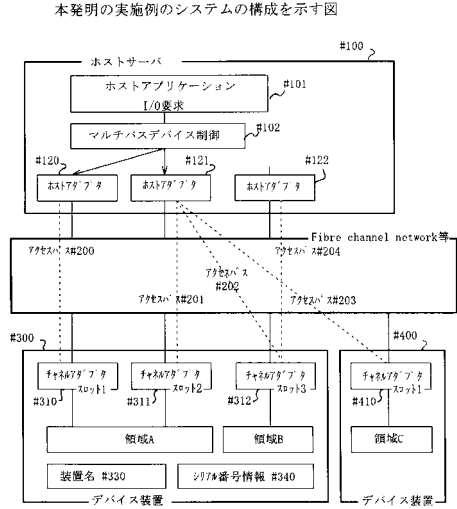 本発明の実施例のシステムの構成を示す図
#100
ホストサーバ
ホストアプリケーション
I/O要求
#101
マルチパスデバイス制御
#102
#120
#121
#122
ホストアダプタ
ホストアダプタ
ホストアダプタ
Fibre channel network等
アクセスパス#200
アクセスパス#204
アクセスパス
#202
アクセスパス#201
アクセスパス#203
#300
#400
チャネルアダプタ
スロット1
チャネルアダプタ
スロット2
チャネルアダプタ
スロット3
チャネルアダプタ
スロット1
#310
#311
#312
#410
領域A
領域B
領域C
装置名 #330
シリアル番号情報 #340
デバイス装置
デバイス装置